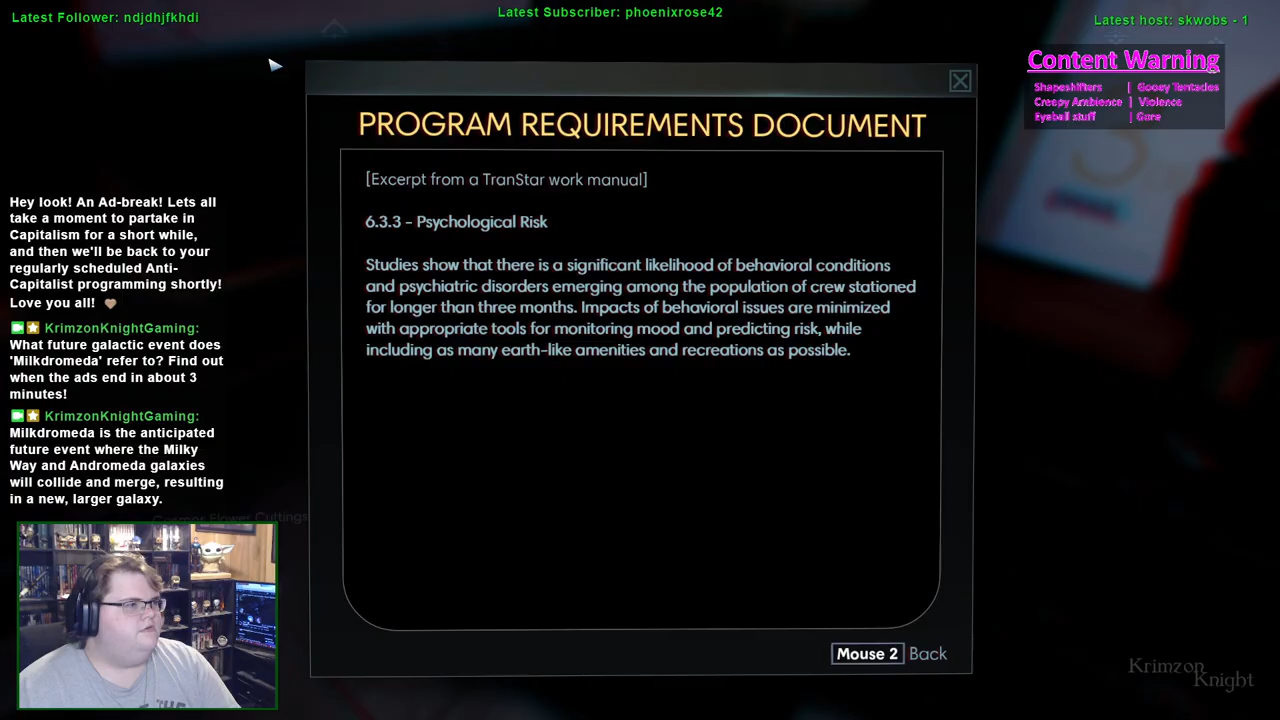 Latest Follower: ndjdhjfkhdi
Latest Subscriber: phoenixrose42
Latest host: skwobs - 1
Content Warning
Shapeshifters | Gooey Tentacles
Creepy Ambience | Violence
Eyeball stuff | Gore
PROGRAM REQUIREMENTS DOCUMENT
[Excerpt from a TranStar work manual]
6.3.3 - Psychological Risk
Studies show that there is a significant likelihood of behavioral conditions
and psychiatric disorders emerging among the population of crew stationed
for longer than three months. Impacts of behavioral issues are minimized
with appropriate tools for monitoring mood and predicting risk, while
including as many earth-like amenities and recreations as possible.
Mouse 2 Back
Hey look! An Ad-break! Lets all
take a moment to partake in
Capitalism for a short while,
and then we'll be back to your
regularly scheduled Anti-
Capitalist programming shortly!
Love you all!
KrimzonKnightGaming:
What future galactic event does
'Milkdromeda' refer to? Find out
when the ads end in about 3
minutes!
KrimzonKnightGaming:
Milkdromeda is the anticipated
future event where the Milky
Way and Andromeda galaxies
will collide and merge, resulting
in a new, larger galaxy.
Cosmos Flower Cuttings
Krimzon
Knight